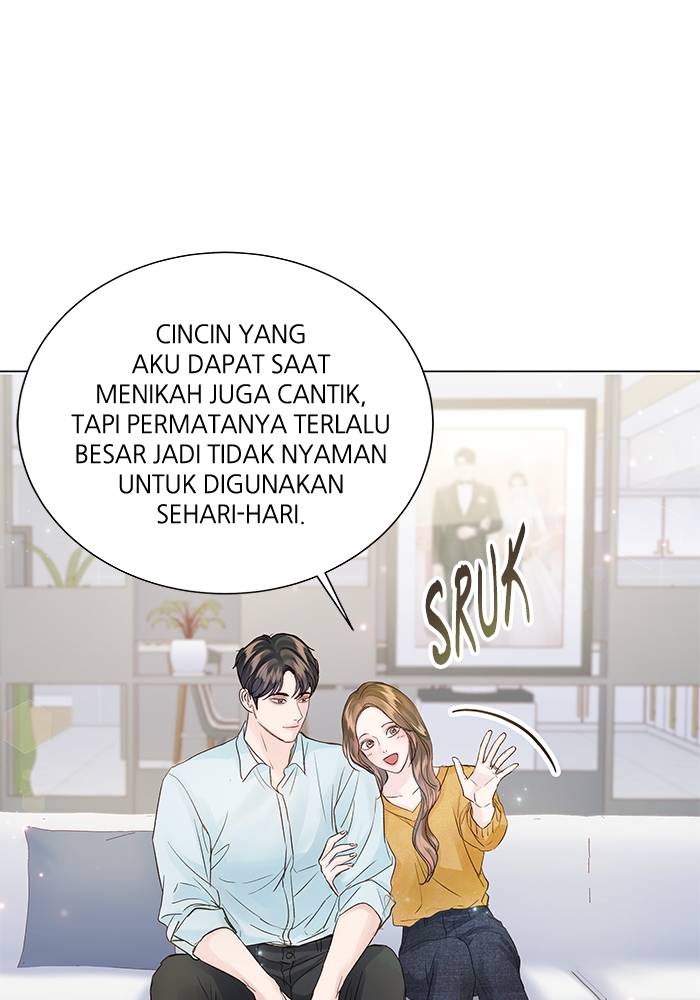 CINCIN YANG
AKU DAPAT SAAT
MENIKAH JUGA CANTIK,
TAPI PERMATANYA TERLALU
BESAR JADI TIDAK NYAMAN
UNTUK DIGUNAKAN
SEHARI-HARI.
SRUK